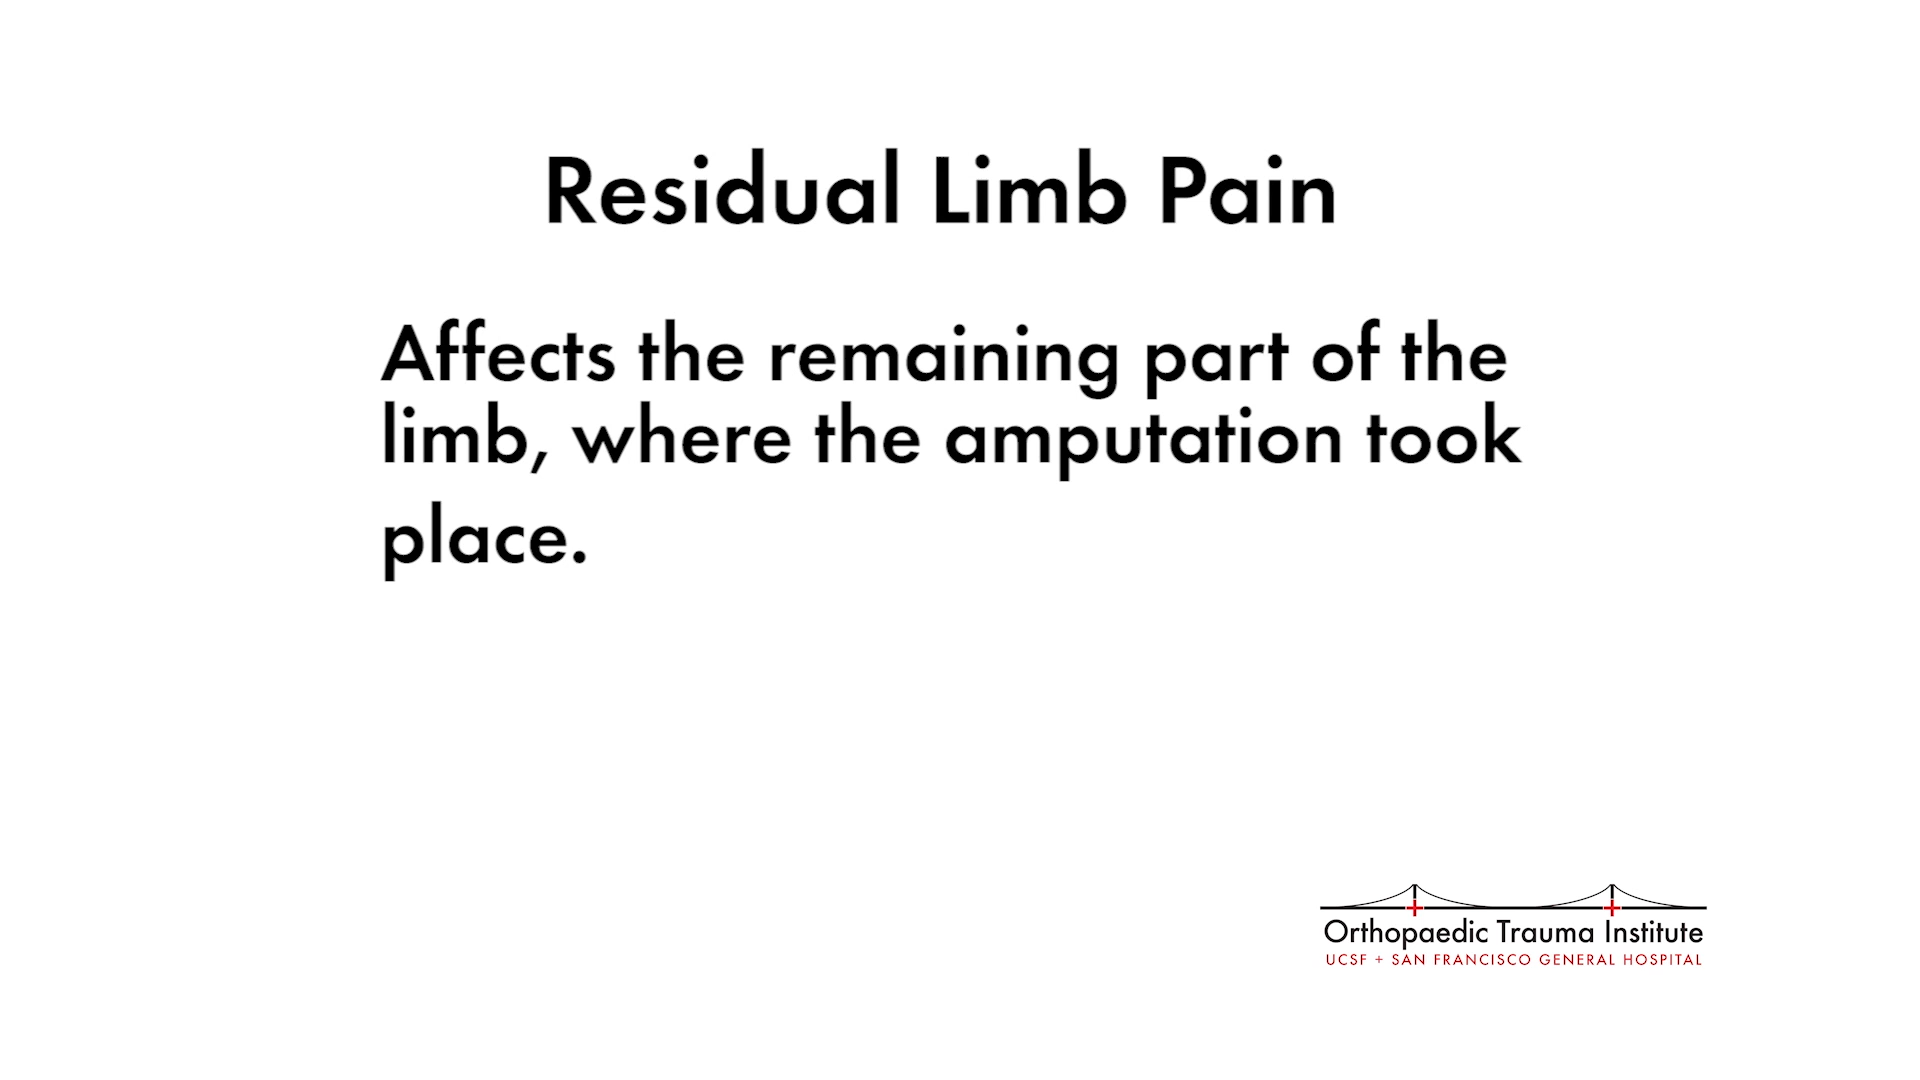 Residual Limb Pain
Affects the remaining part of the
limb, where the amputation took
place.
Orthopaedic Trauma Institute
UCSF + SAN FRANCISCO GENERAL HOSPITAL